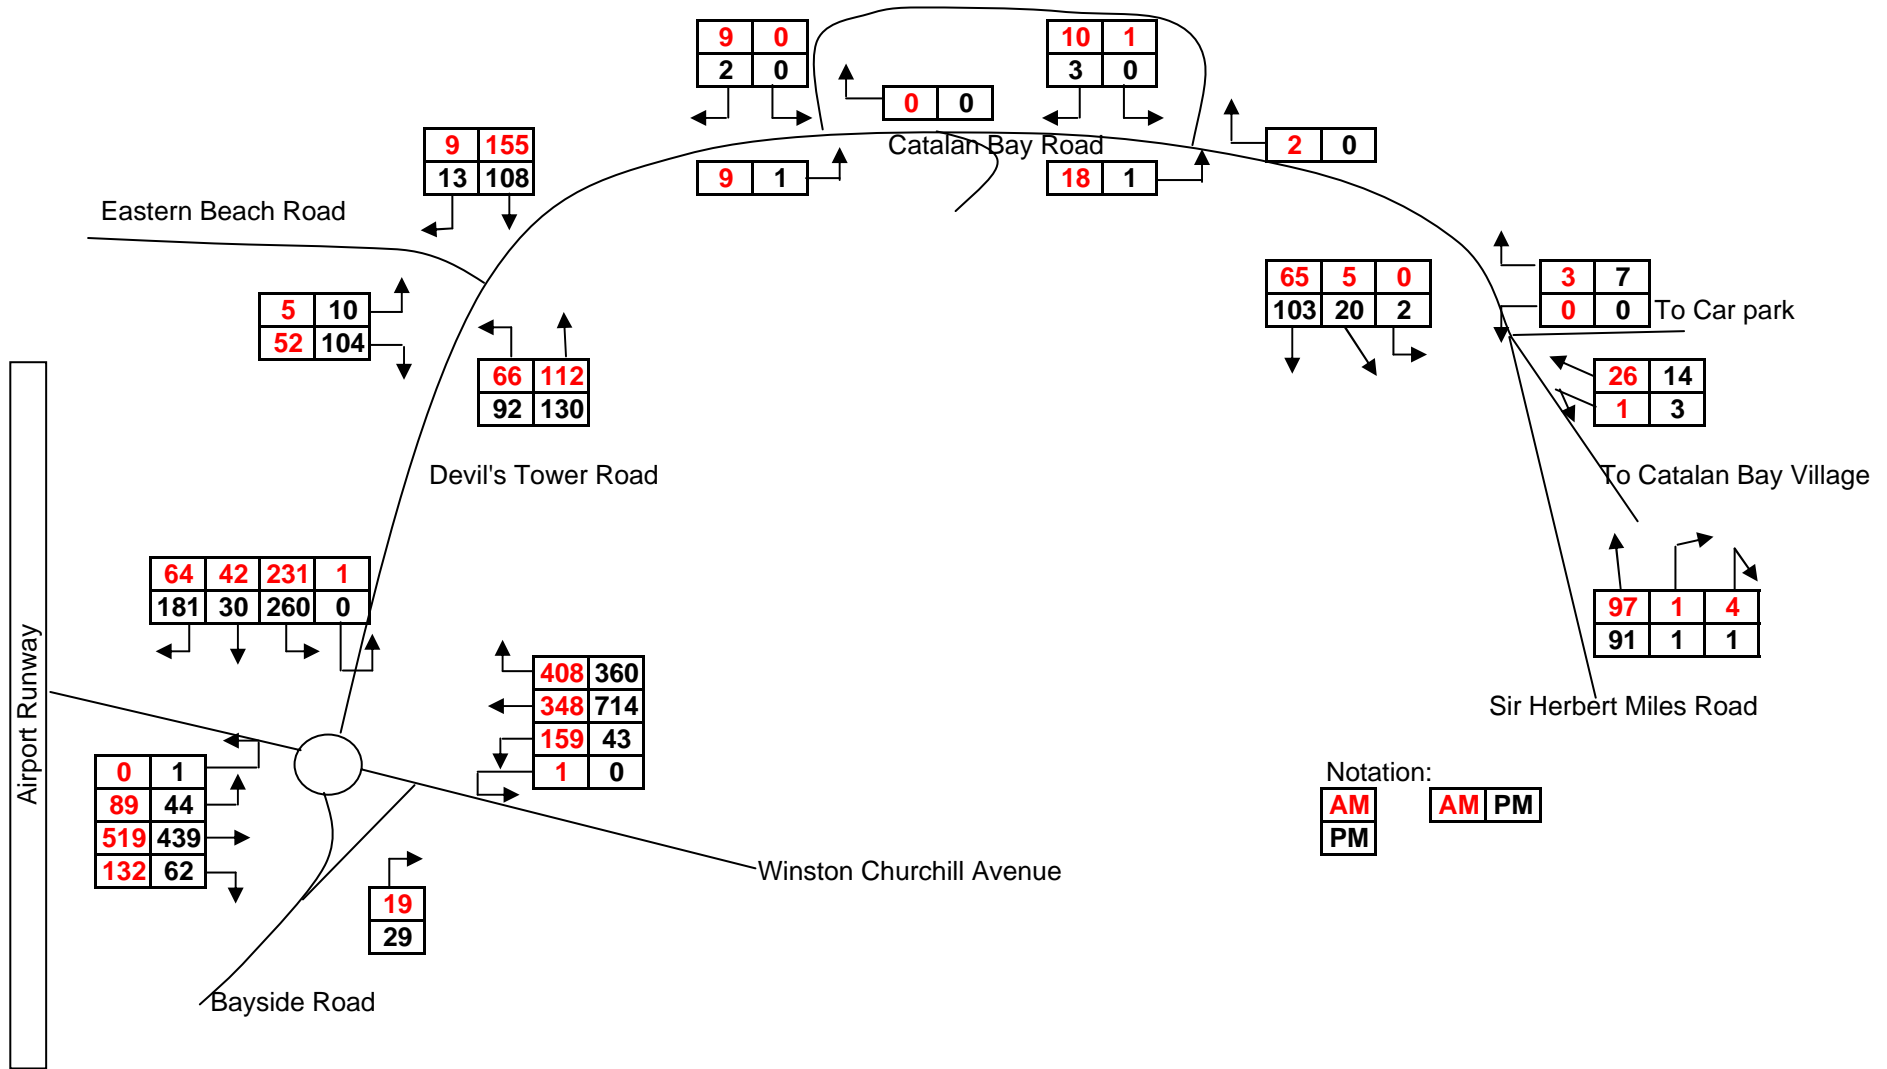 9 0
2 0
10 1
3 0
0 0
9 155
13 108
2 0
Catalan Bay Road
9 1
18 1
Eastern Beach Road
65 5 0
103 20 2
3 7
0 0
To Car park
5 10
52 104
66 112
92 130
26 14
1 3
Devil's Tower Road
To Catalan Bay Village
64 42 231 1
181 30 260 0
97 1 4
91 1 1
Airport Runway
408 360
348 714
159 43
1 0
Sir Herbert Miles Road
0 1
89 44
519 439
132 62
Notation:
AM
PM
AM PM
Winston Churchill Avenue
19
29
Bayside Road